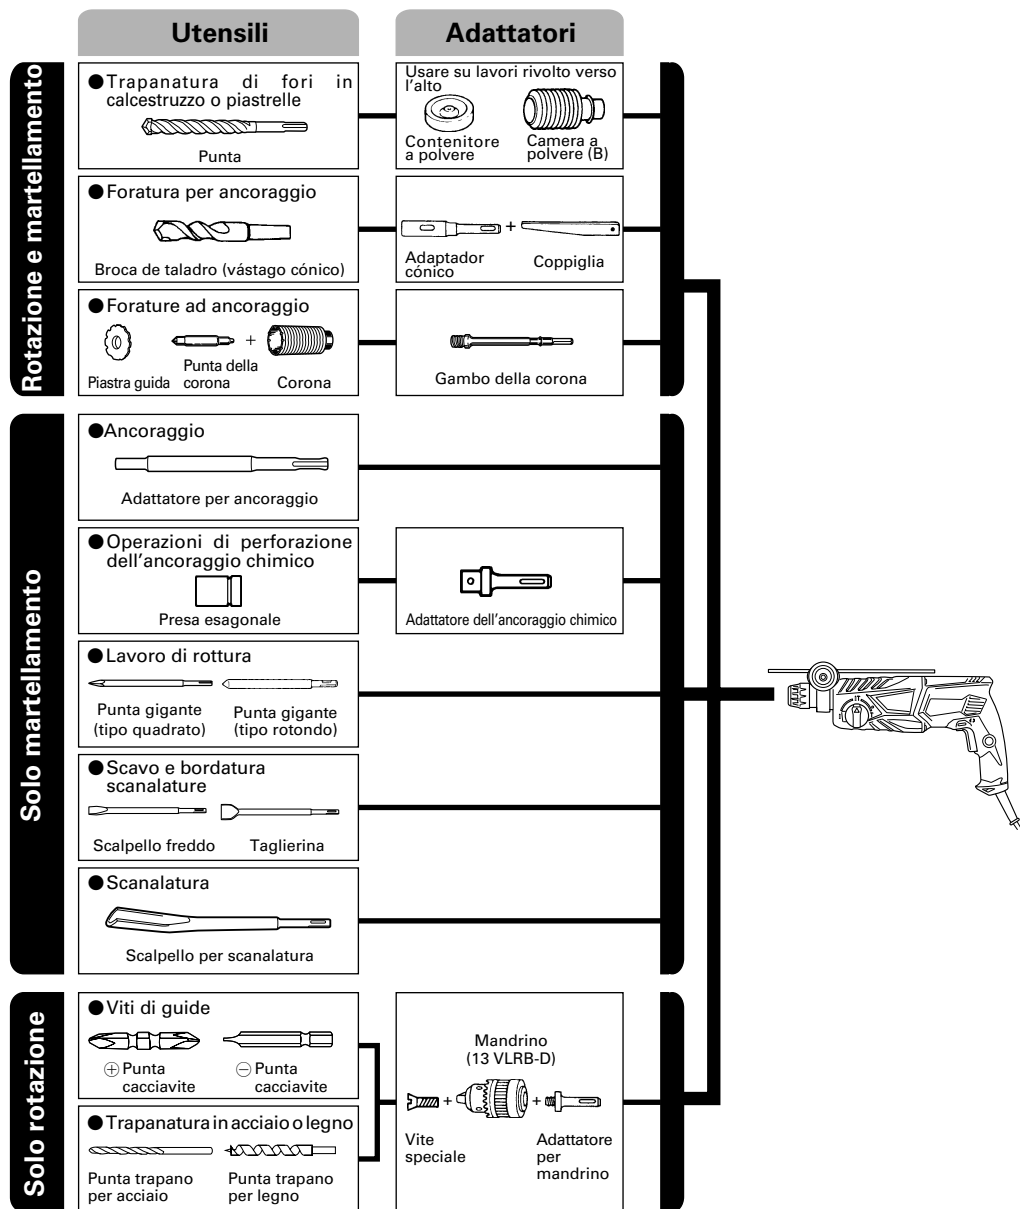 Utensili
Adattatori
Rotazione e martellamento
●Trapanatura di fori in
calcestruzzo o piastrelle
Punta
Usare su lavori rivolto verso
l'alto
Contenitore
a polvere
Camera a
polvere (B)
●Foratura per ancoraggio
Broca de taladro (vástago cónico)
+
Adaptador
cónico
Coppiglia
●Forature ad ancoraggio
+
Piastra guida
Punta della
corona
Corona
Gambo della corona
Solo martellamento
●Ancoraggio
Adattatore per ancoraggio
●Operazioni di perforazione
dell'ancoraggio chimico
Presa esagonale
Adattatore dell'ancoraggio chimico
●Lavoro di rottura
Punta gigante
(tipo quadrato)
Punta gigante
(tipo rotondo)
●Scavo e bordatura
scanalature
Scalpello freddo
Taglierina
●Scanalatura
Scalpello per scanalatura
Solo rotazione
●Viti di guide
⊕ Punta
cacciavite
⊖ Punta
cacciavite
●Trapanatura in acciaio o legno
Punta trapano
per acciaio
Punta trapano
per legno
Mandrino
(13 VLRB-D)
+ +
Vite
speciale
Adattatore
per
mandrino